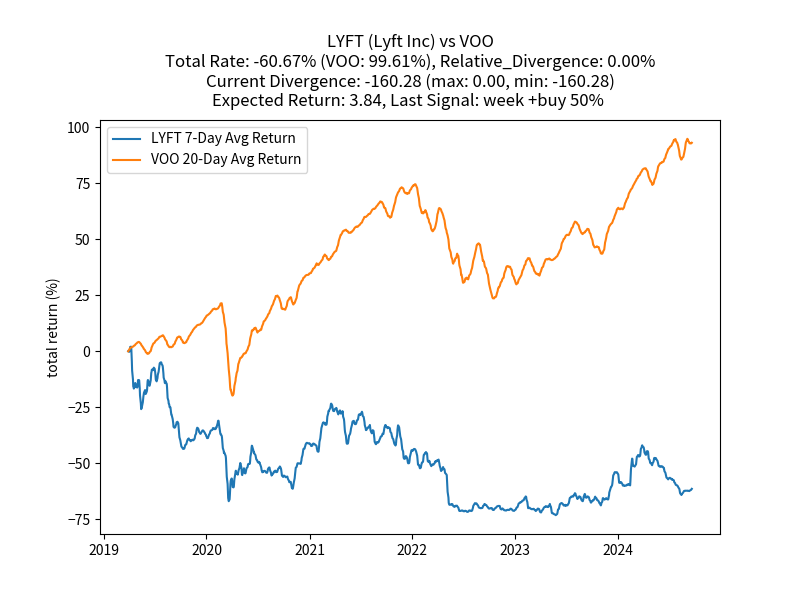 LYFT (Lyft Inc) vs VOO
Total Rate: -60.67% (VOO: 99.61%), Relative_Divergence: 0.00%
Current Divergence: -160.28 (max: 0.00, min: -160.28)
Expected Return: 3.84, Last Signal: week +buy 50%
LYFT 7-Day Avg Return
VOO 20-Day Avg Return
total return (%)
100
75
50
25
0
−25
−50
−75
2019
2020
2021
2022
2023
2024